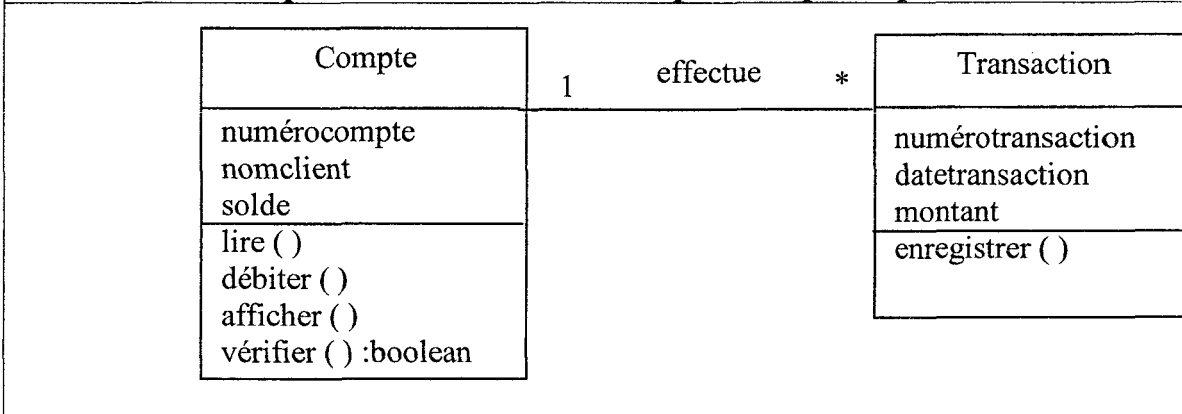 Compte
numérocompte
nomclient
solde
lire ( )
débiter ( )
afficher ( )
vérifier ( ) :boolean
1 effectue *
Transaction
numérotransaction
datetransaction
montant
enregistrer ( )